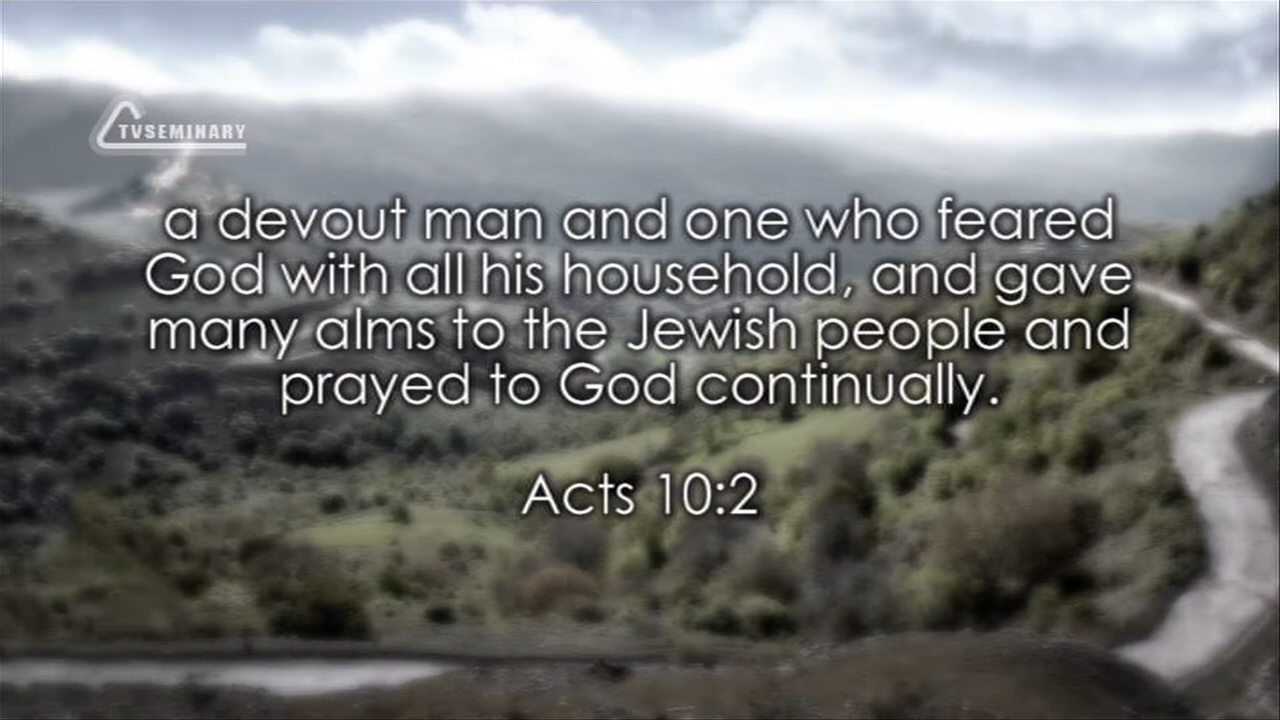 TVSEMINARY
a devout man and one who feared
God with all his household, and gave
many alms to the Jewish people and
prayed to God continually.
Acts 10:2